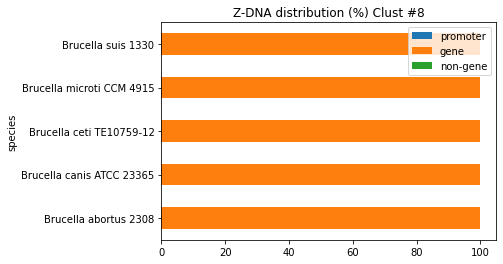 Z-DNA distribution (%) Clust #8
promoter
gene
non-gene
species
Brucella suis 1330
Brucella microti CCM 4915
Brucella ceti TE10759-12
Brucella canis ATCC 23365
Brucella abortus 2308
0 20 40 60 80 100